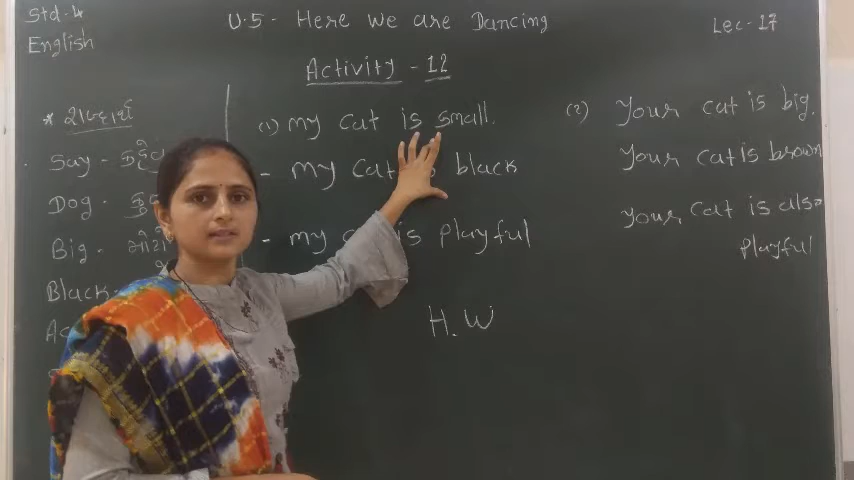 Std-4
English
U.5 - Here We are Dancing
Lec-17
Activity - 12
* શબ્દાર્થ
Say -
Dog -
Big -
Black-
(1) my cat is small.
- my cat black
- my is playful
(2) Your cat is big.
Your cat is brown
Your cat is also
playful
H.W